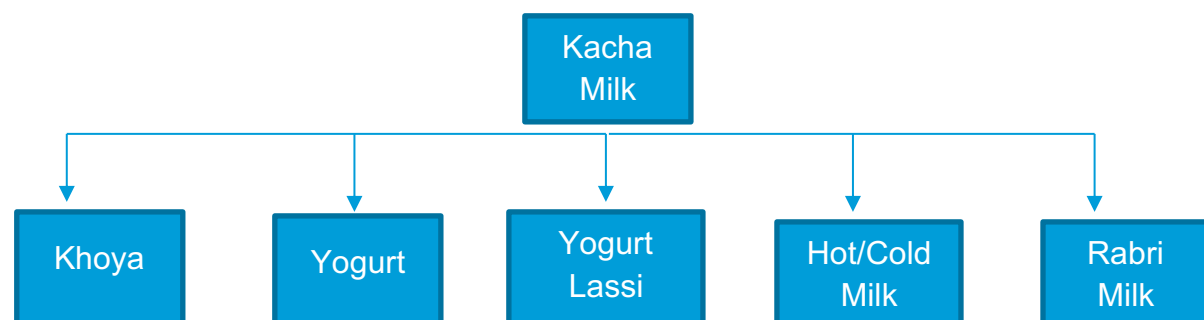 Kacha
Milk
Khoya
Yogurt
Yogurt
Lassi
Hot/Cold
Milk
Rabri
Milk